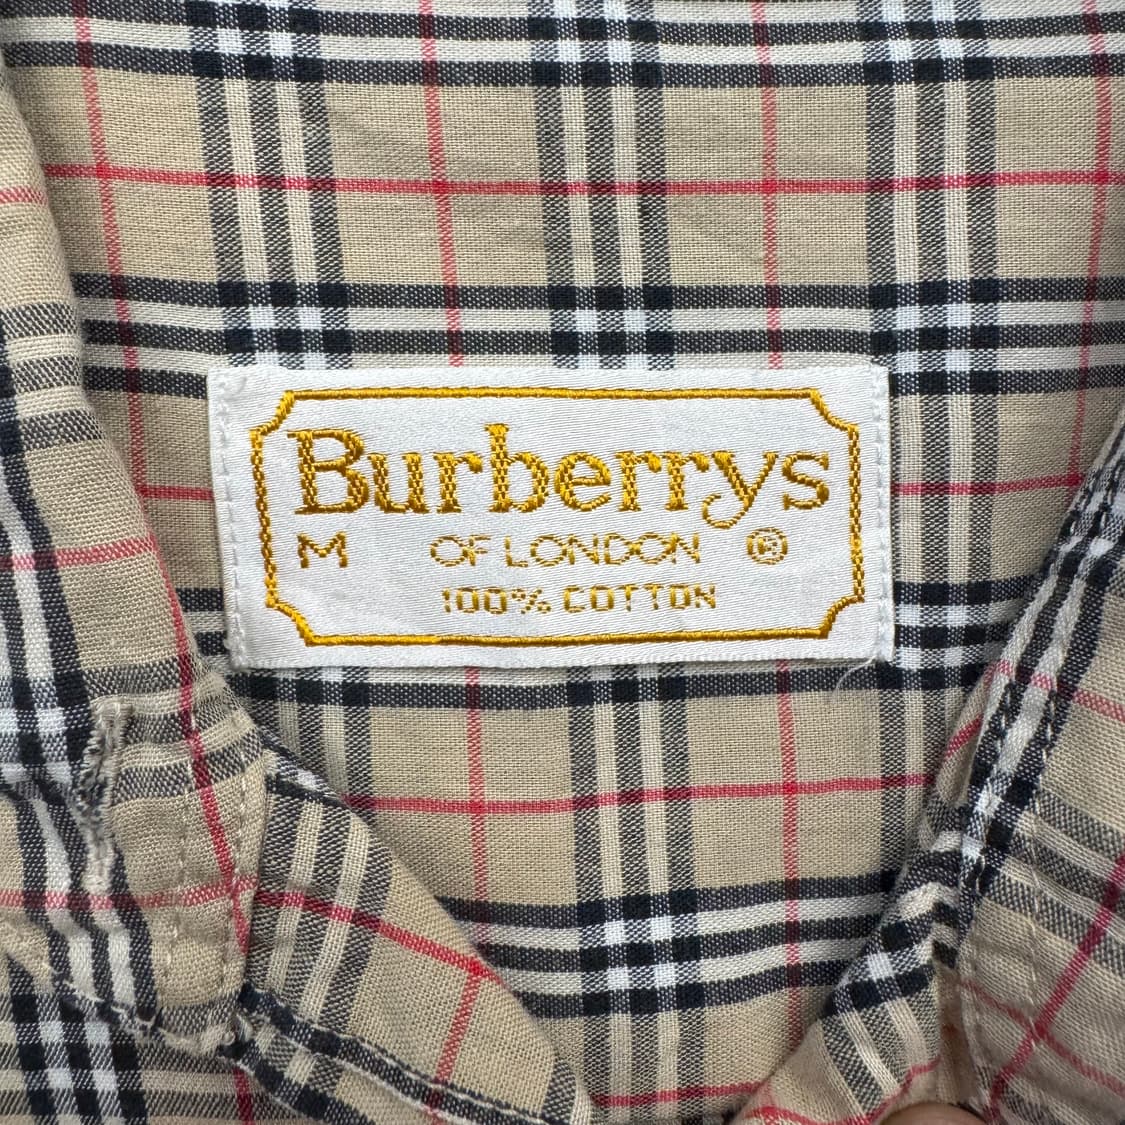 Burberrys
M OF LONDON ®
100% COTTON